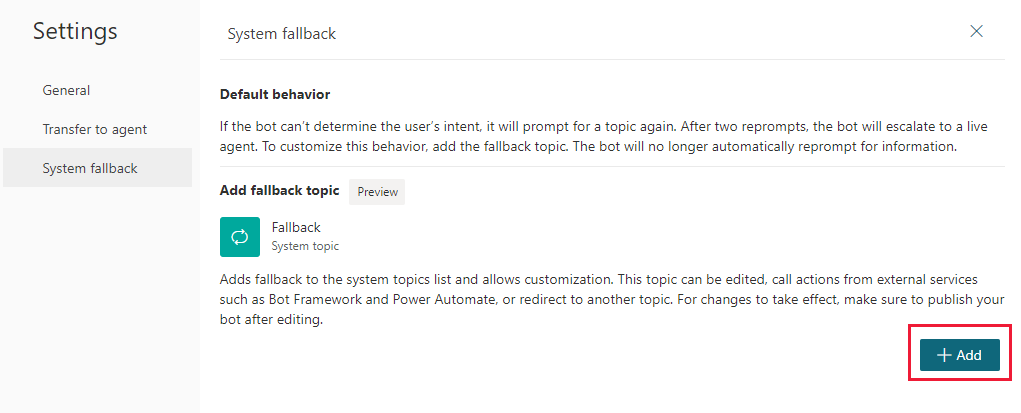 Settings
General
Transfer to agent
System fallback
System fallback
Default behavior
If the bot can’t determine the user’s intent, it will prompt for a topic again. After two reprompts, the bot will escalate to a live
agent. To customize this behavior, add the fallback topic. The bot will no longer automatically reprompt for information.
Add fallback topic Preview
Fallback
System topic
Adds fallback to the system topics list and allows customization. This topic can be edited, call actions from external services
such as Bot Framework and Power Automate, or redirect to another topic. For changes to take effect, make sure to publish your
bot after editing.
Add